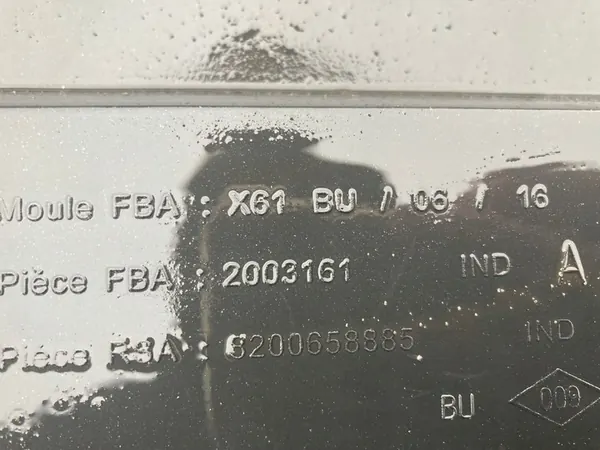 Moule FBA : X61 BU / 06 / 16
Pièce FBA : 2003161 IND A
Pièce RSA : 8200658885 IND
BU 009